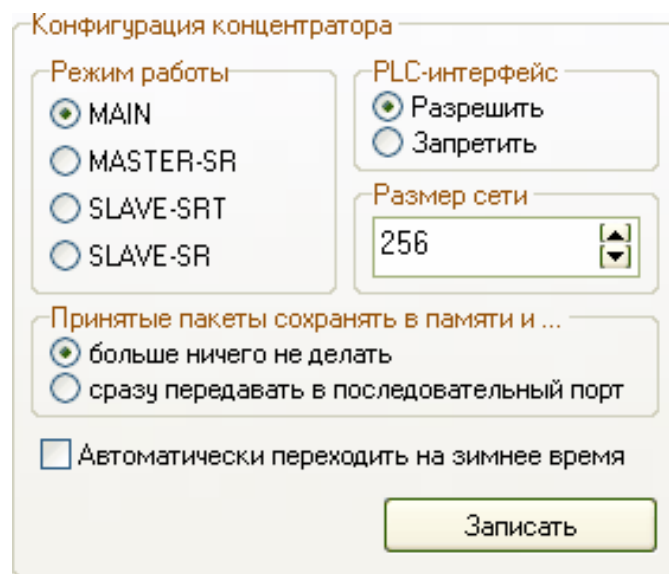 Конфигурация концентратора
Режим работы
MAIN
MASTER-SR
SLAVE-SRT
SLAVE-SR
PLC-интерфейс
Разрешить
Запретить
Размер сети
256
Принятые пакеты сохранять в памяти и ...
больше ничего не делать
сразу передавать в последовательный порт
Автоматически переходить на зимнее время
Записать